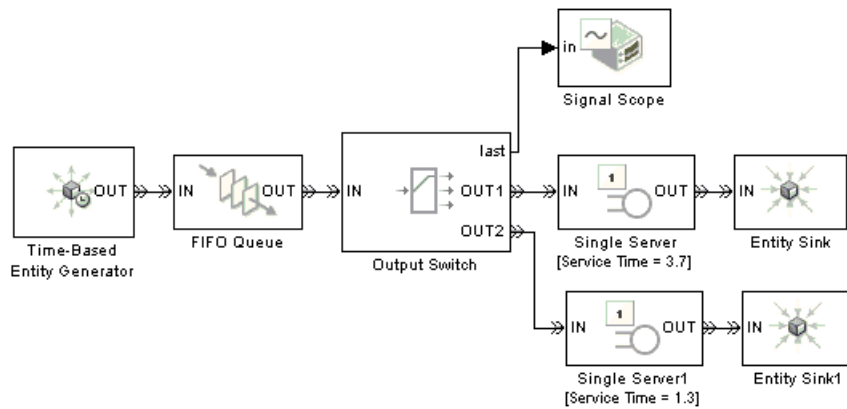 in
Signal Scope
OUT
Time-Based
Entity Generator
IN
OUT
FIFO Queue
IN
last
OUT1
OUT2
Output Switch
IN
1
OUT
Single Server
[Service Time = 3.7]
IN
Entity Sink
IN
1
OUT
Single Server1
[Service Time = 1.3]
IN
Entity Sink1